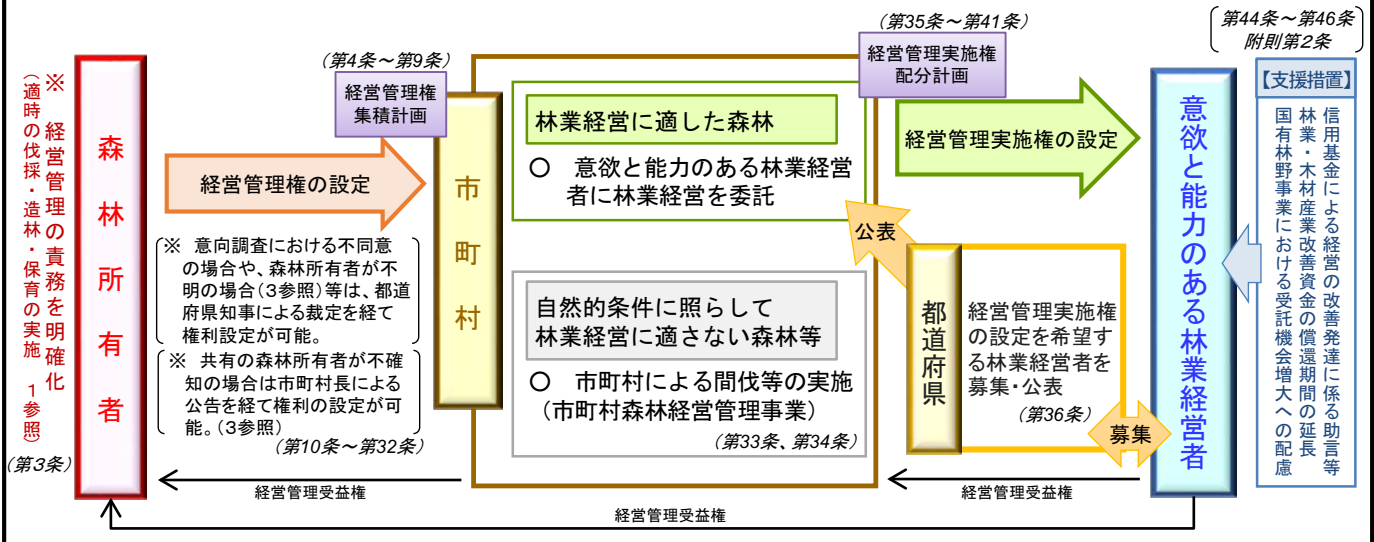 ※ 経営管理の責務を明確化
(適時の伐採・造林・保育の実施 1参照)
(第3条)
森林所有者
経営管理権の設定
※ 意向調査における不同意
の場合や、森林所有者が不
明の場合(3参照)等は、都道
府県知事による裁定を経て
権利設定が可能。
※ 共有の森林所有者が不確
知の場合は市町村長による
公告を経て権利の設定が可
能。(3参照)
(第10条~第32条)
(第4条~第9条)
経営管理権
集積計画
市町村
林業経営に適した森林
○ 意欲と能力のある林業経営
者に林業経営を委託
自然的条件に照らして
林業経営に適さない森林等
○ 市町村による間伐等の実施
(市町村森林経営管理事業)
(第33条、第34条)
(第35条~第41条)
経営管理実施権
配分計画
経営管理実施権の設定
公表
都道府県
経営管理実施権
の設定を希望す
る林業経営者を
募集・公表
(第36条)
募集
意欲と能力のある林業経営者
第44条~第46条
附則第2条
【支援措置】
信用基金による経営の改善発達に係る助言等
林業・木材産業改善資金の償還期間の延長
国有林野事業における受託機会増大への配慮
経営管理受益権
経営管理受益権
経営管理受益権